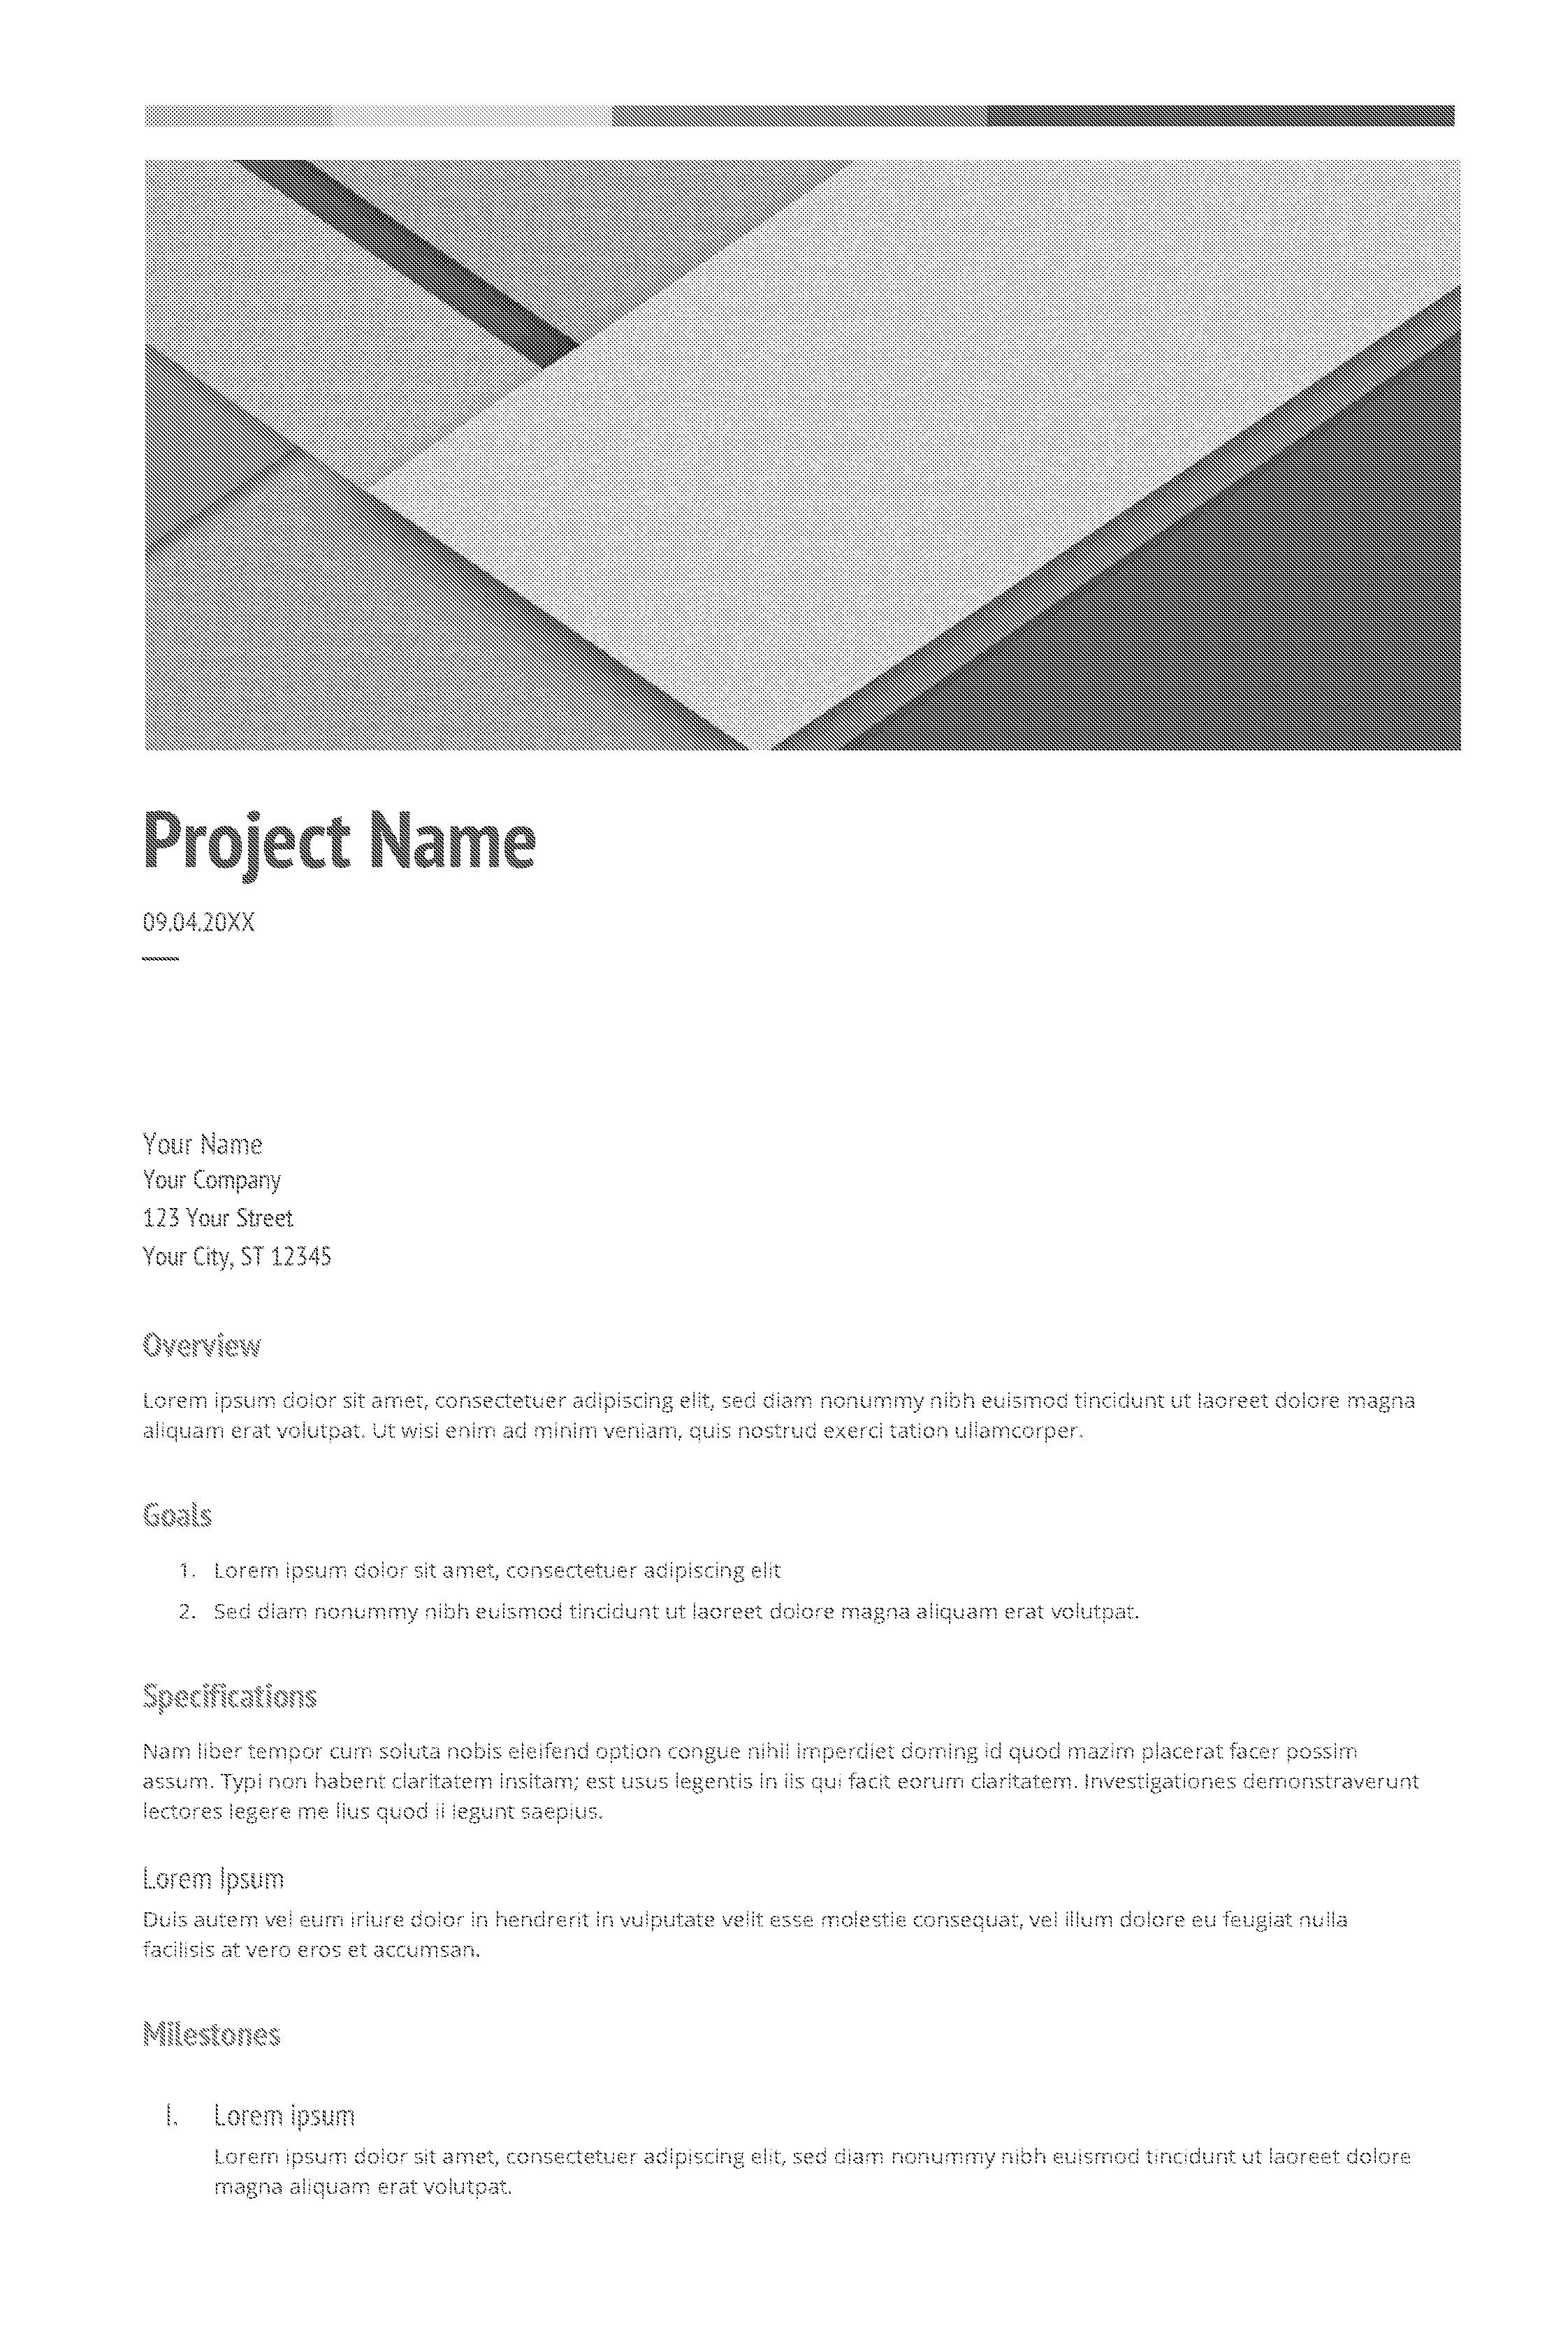 Project Name
09.04.20XX
Your Name
Your Company
123 Your Street
Your City, ST 12345
Overview
Lorem ipsum dolor sit amet, consectetuer adipiscing elit, sed diam nonummy nibh euismod tincidunt ut laoreet dolore magna
aliquam erat volutpat. Ut wisi enim ad minim veniam, quis nostrud exerci tation ullamcorper.
Goals
1. Lorem ipsum dolor sit amet, consectetuer adipiscing elit
2. Sed diam nonummy nibh euismod tincidunt ut laoreet dolore magna aliquam erat volutpat.
Specifications
Nam liber tempor cum soluta nobis eleifend option congue nihil imperdiet doming id quod mazim placerat facer possim
assum. Typi non habent claritatem insitam; est usus legentis in iis qui facit eorum claritatem. Investigationes demonstraverunt
lectores legere me lius quod ii legunt saepius.
Lorem Ipsum
Duis autem vel eum iriure dolor in hendrerit in vulputate velit esse molestie consequat, vel illum dolore eu feugiat nulla
facilisis at vero eros et accumsan.
Milestones
I. Lorem ipsum
Lorem ipsum dolor sit amet, consectetuer adipiscing elit, sed diam nonummy nibh euismod tincidunt ut laoreet dolore
magna aliquam erat volutpat.